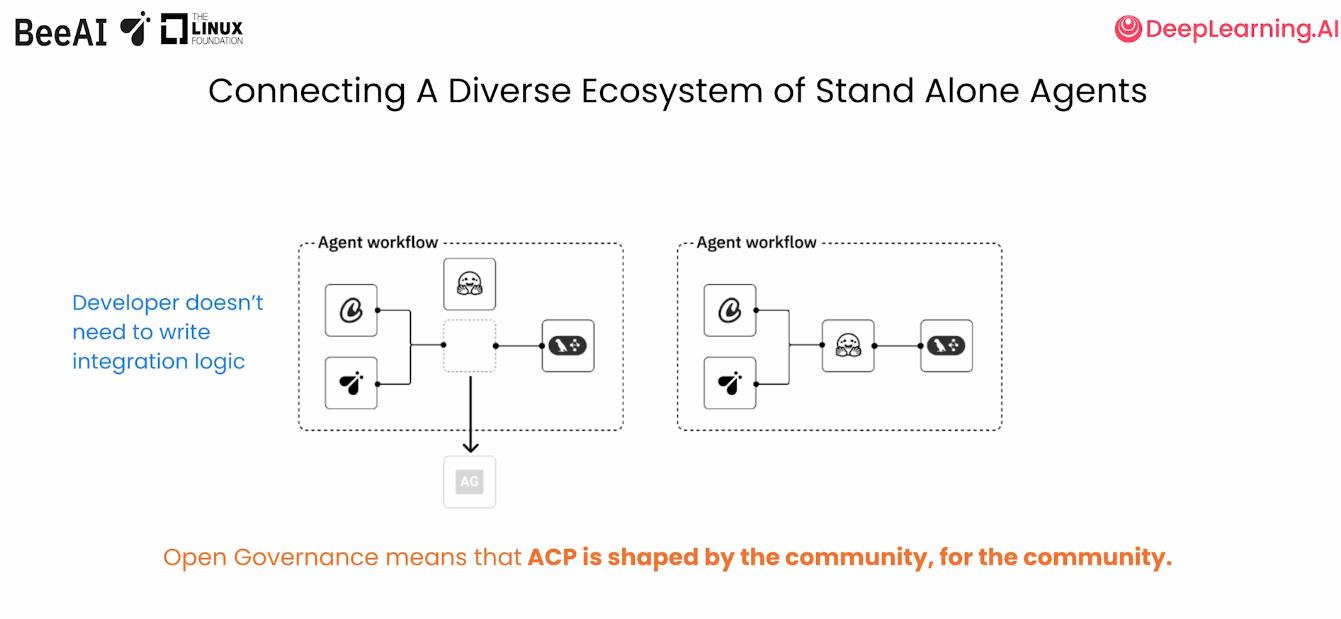 BeeAI
THE
LINUX
FOUNDATION
DeepLearning.AI
Connecting A Diverse Ecosystem of Stand Alone Agents
Developer doesn't
need to write
integration logic
Agent workflow
AG
Agent workflow
Open Governance means that ACP is shaped by the community, for the community.